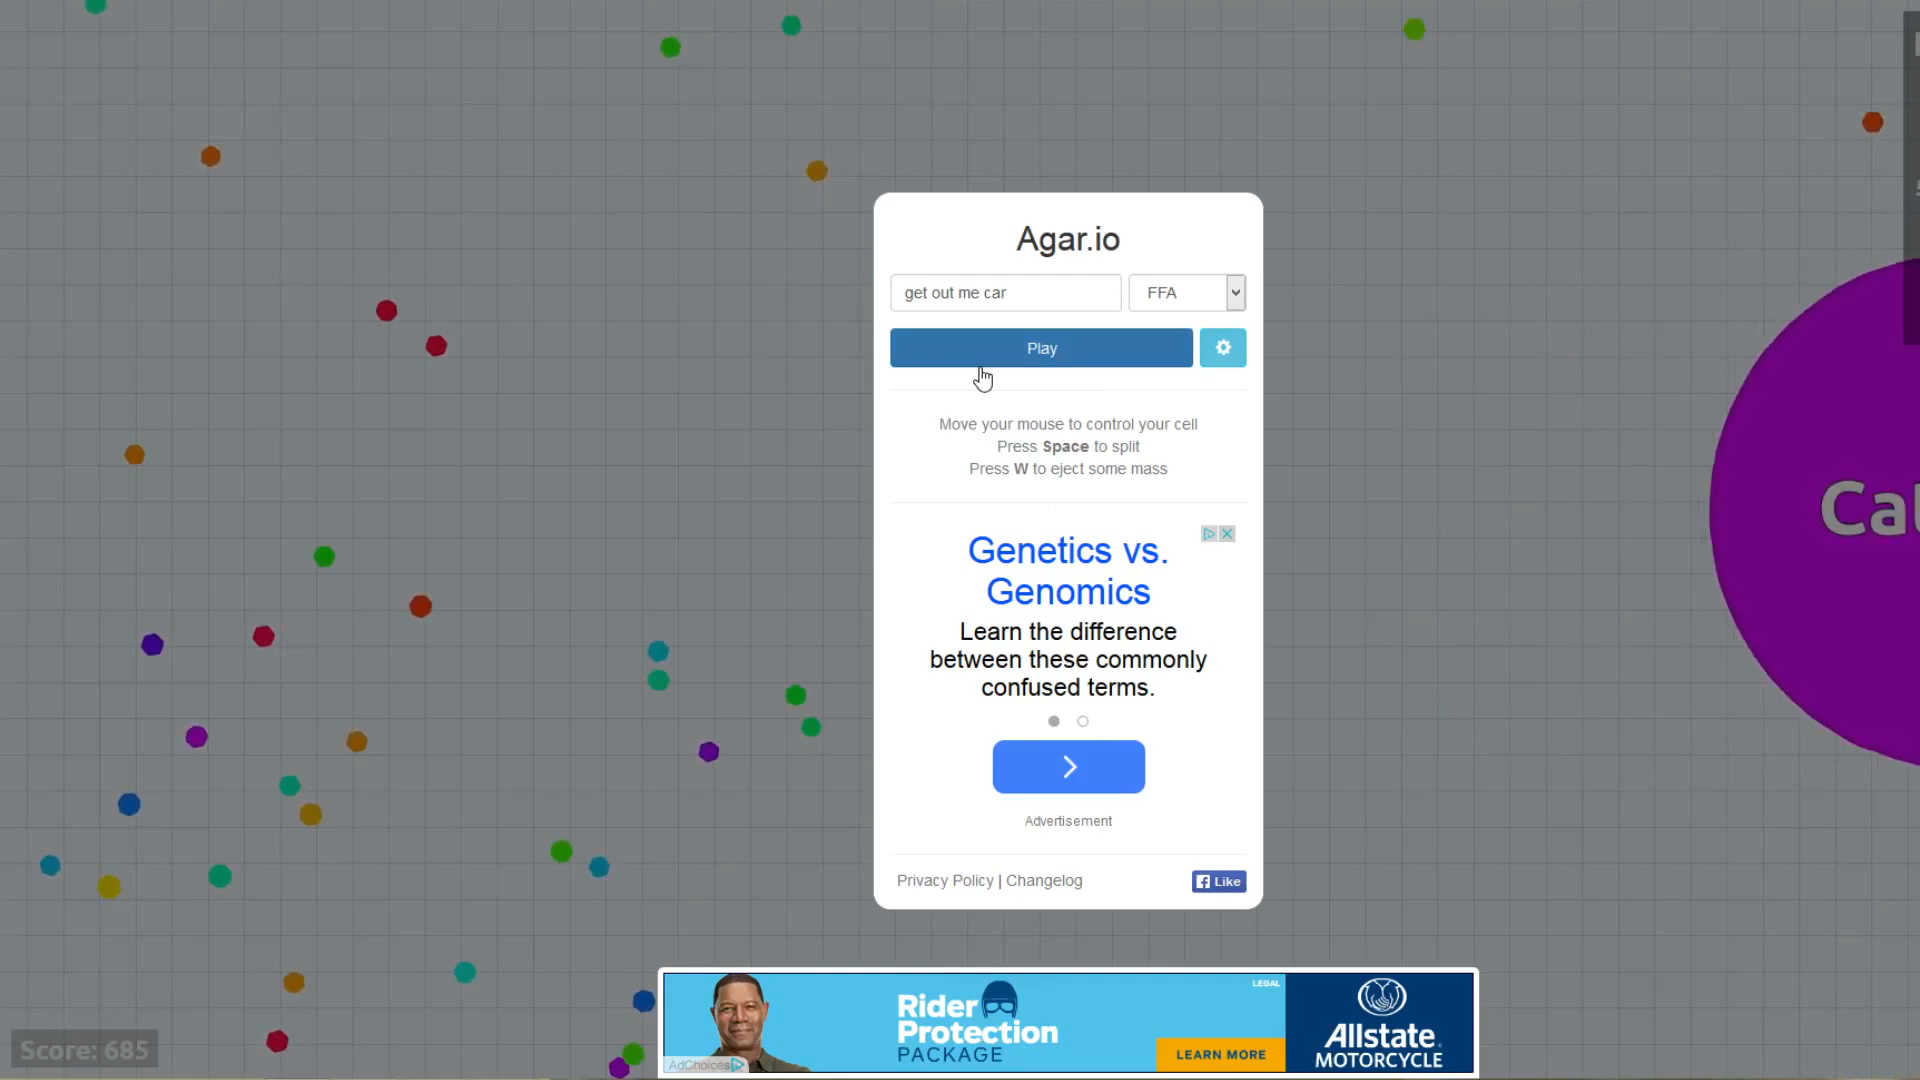 Agar.io
get out me car
FFA
Play
Move your mouse to control your cell
Press Space to split
Press W to eject some mass
Genetics vs.
Genomics
Learn the difference
between these commonly
confused terms.
Advertisement
Privacy Policy | Changelog
Like
Score: 685
Rider
Protection
PACKAGE
LEGAL
LEARN MORE
Allstate
MOTORCYCLE
AdChoices